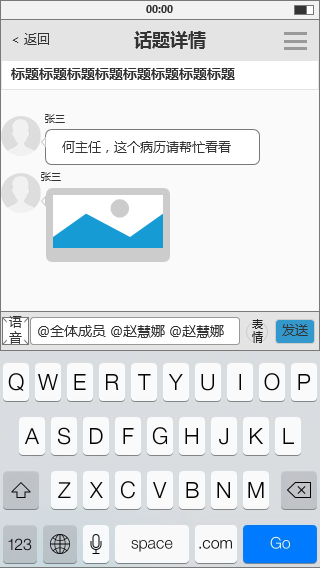 00:00
< 返回 话题详情
标题标题标题标题标题标题标题标题
张三
何主任，这个病历请帮忙看看
张三
语音 @全体成员 @赵慧娜 @赵慧娜 表情 发送
Q W E R T Y U I O P
A S D F G H J K L
Z X C V B N M
123 space .com Go